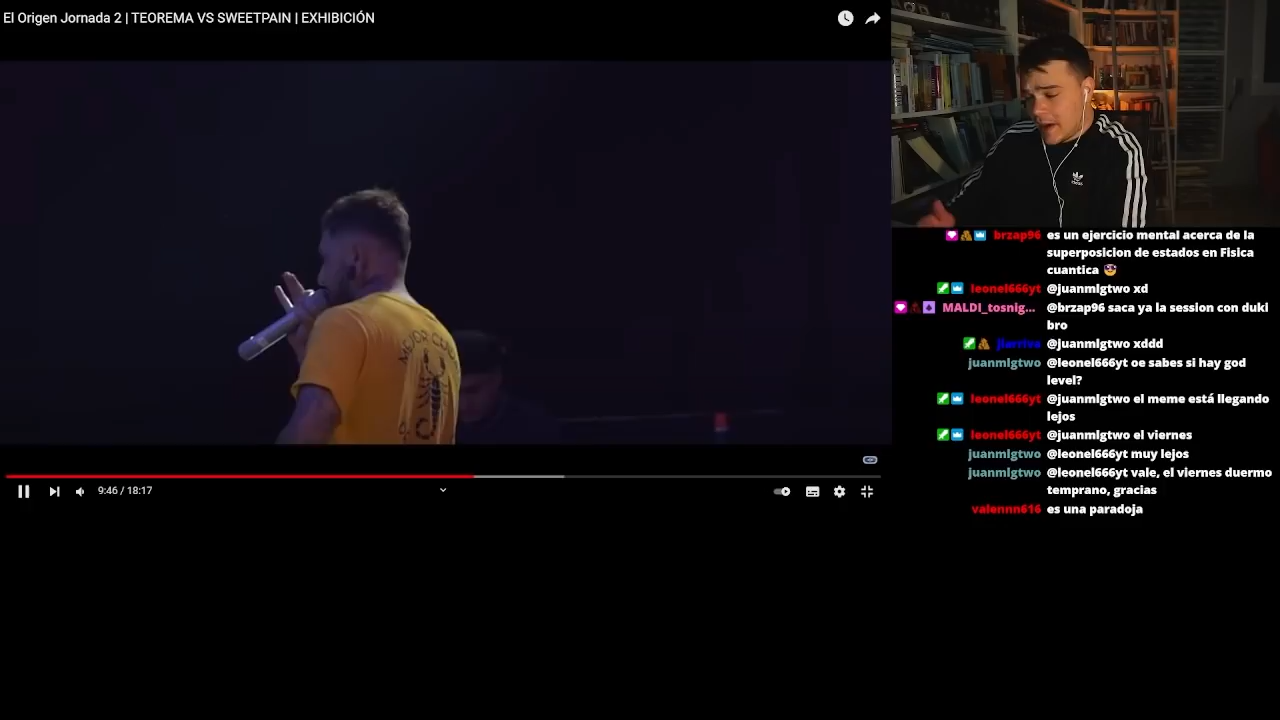 El Origen Jornada 2 | TEOREMA VS SWEETPAIN | EXHIBICIÓN
MEJOR
9:46 / 18:17
adidas
brzap96 es un ejercicio mental acerca de la
superposicion de estados en Fisica
cuantica 😎
leonel666yt @juanmlgtwo xd
MALDI_tosnig... @brzap96 saca ya la session con duki
bro
jlarriva @juanmlgtwo xddd
juanmlgtwo @leonel666yt oe sabes si hay god
level?
leonel666yt @juanmlgtwo el meme está llegando
lejos
leonel666yt @juanmlgtwo el viernes
juanmlgtwo @leonel666yt muy lejos
juanmlgtwo @leonel666yt vale, el viernes duermo
temprano, gracias
valennn616 es una paradoja